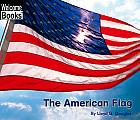 Welcome
Books
The American Flag
By Lloyd G. Douglas